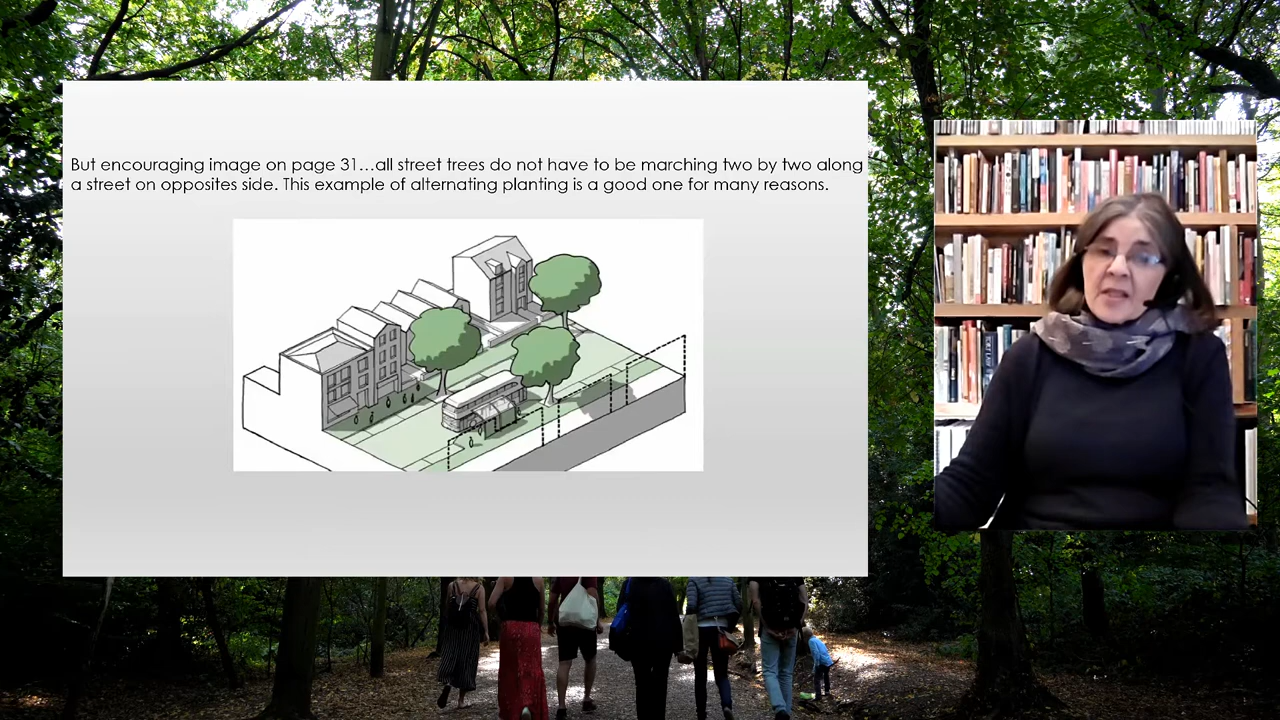 But encouraging image on page 31…all street trees do not have to be marching two by two along
a street on opposites side. This example of alternating planting is a good one for many reasons.